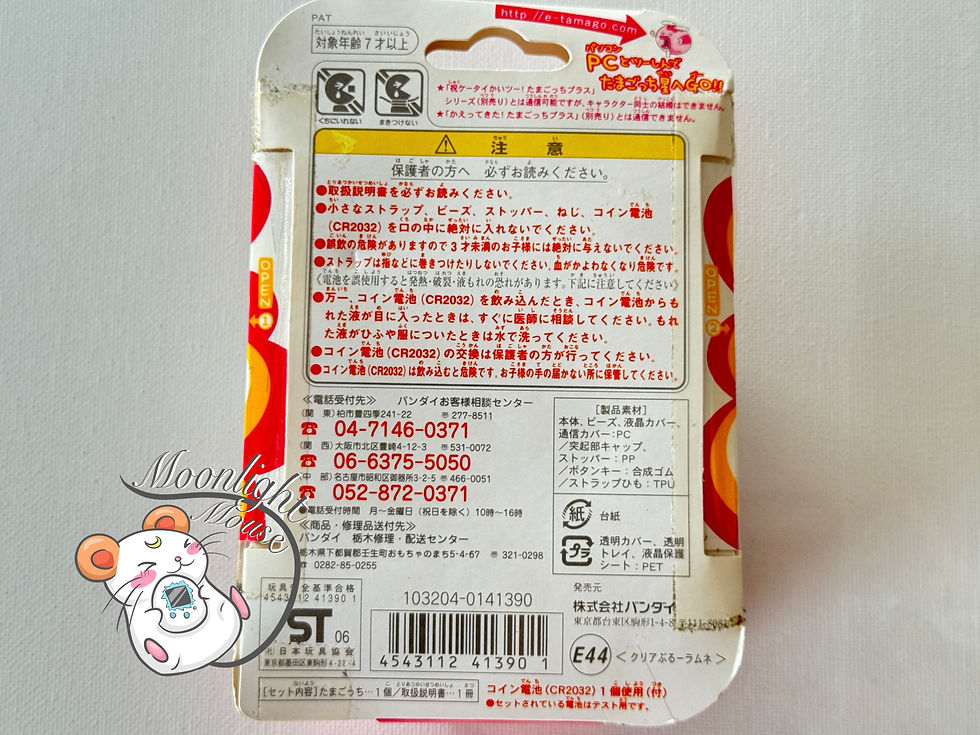 PAT
対象年齢7才以上
http://e-tamago.com
パソコン
PCとツーしんで
たまごっち星へGO!!
くちにいれない
まきつけない
★「祝ケータイかいツー!たまごっちプラス」
シリーズ(別売り)とは通信可能ですが、キャラクター同士の結婚はできません。
★「かえってきた!たまごっちプラス」(別売り)とは通信できません。
注意
保護者の方へ 必ずお読みください。
●取扱説明書を必ずお読みください。
●小さなストラップ、ビーズ、ストッパー、ねじ、コイン電池
(CR2032)を口の中に絶対に入れないでください。
●誤飲の危険がありますので3才未満のお子様には絶対に与えないでください。
●ストラップは指などに巻きつけたりしないでください。血がかよわなくなり危険です。
《電池を誤使用すると発熱・破裂・液もれの恐れがあります。下記に注意してください》
●万一、コイン電池(CR2032)を飲み込んだとき、コイン電池からも
れた液が目に入ったときは、すぐに医師に相談してください。もれ
た液がひふや服についたときは水で洗ってください。
●コイン電池(CR2032)の交換は保護者の方が行ってください。
●コイン電池(CR2032)は飲み込むと危険です。お子様の手の届かない所に保管してください。
OPEN
1
OPEN
2
≪電話受付先≫ バンダイお客様相談センター
(関 東)柏市豊四季241-22 〠277-8511
☎ 04-7146-0371
(関 西)大阪市北区豊崎4-12-3 〠531-0072
☎ 06-6375-5050
中 部)名古屋市昭和区御器所3-2-5 〠466-0051
052-872-0371
●電話受付時間 月〜金曜日(祝日を除く)10時〜16時
≪商品・修理品送付先≫
バンダイ 栃木修理・配送センター
栃木県下都賀郡壬生町おもちゃのまち5-4-67 〠321-0298
☎ 0282-85-0255
[製品素材]
本体、ビーズ、液晶カバー、
通信カバー:PC
/突起部キャップ、
ストッパー:PP
/ボタンキー:合成ゴム
/ストラップひも:TPU
紙
台紙
プラ
透明カバー、透明
トレイ、液晶保護
シート:PET
Moonlight
Mouse
玩具安全基準合格
4543112 41390 1
ST 06
日本玩具協会
東京都墨田区東駒形4-22-4
103204-0141390
4543112 41390 1
発売元
株式会社バンダイ
東京都台東区駒形1-4-8 〒111-8081
E44
<クリアぶるーラムネ>
[セット内容]たまごっち…1個/取扱説明書…1冊
コイン電池(CR2032)1個使用(付)
●セットされている電池はテスト用です。